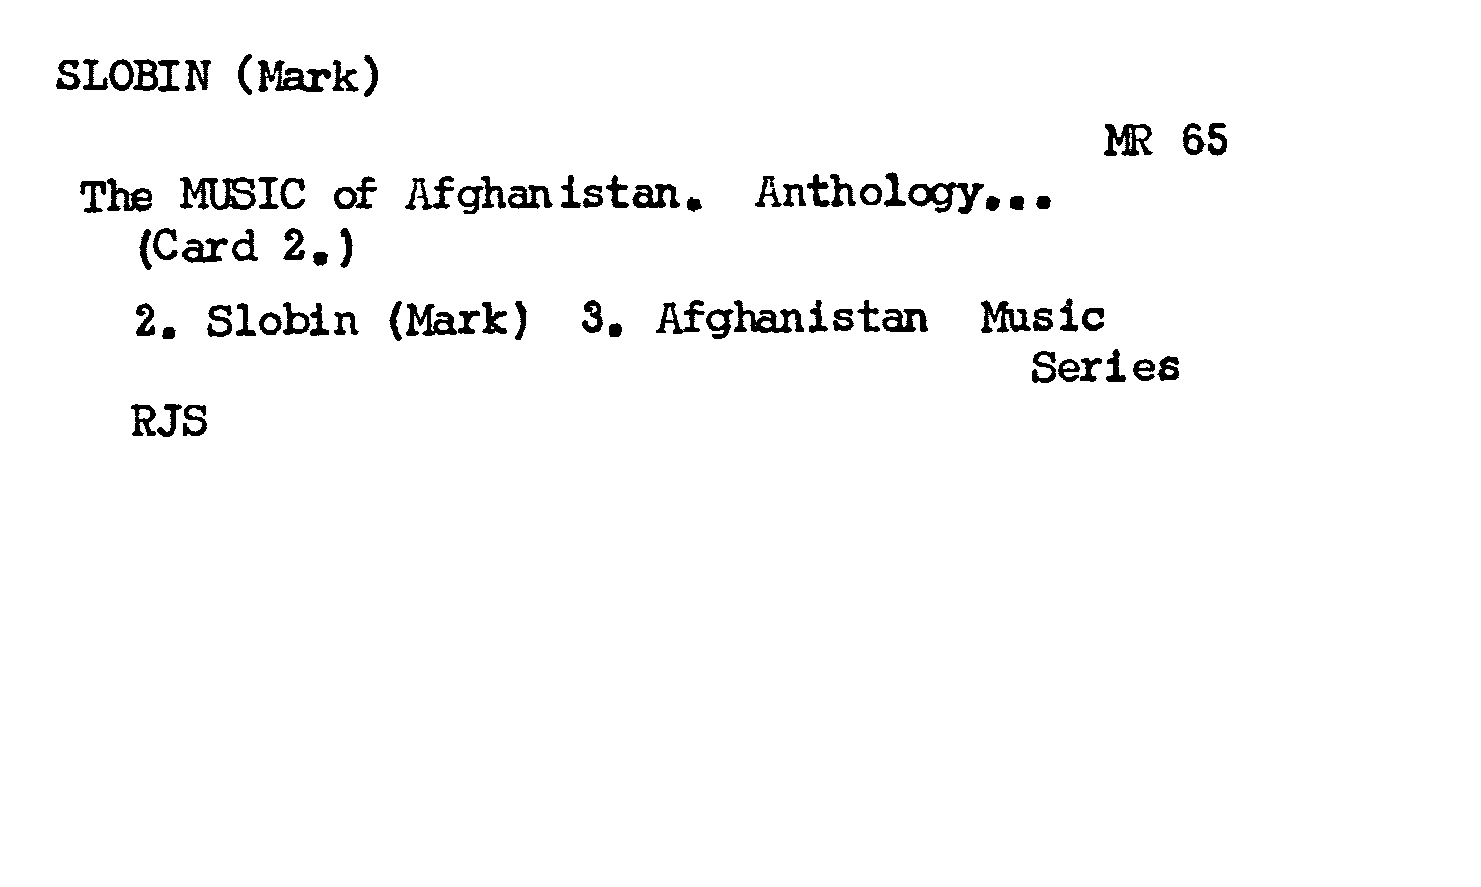 SLOBIN (Mark)
MR 65
The MUSIC of Afghanistan. Anthology...
(Card 2.)
2. Slobin (Mark) 3. Afghanistan Music
Series
RJS